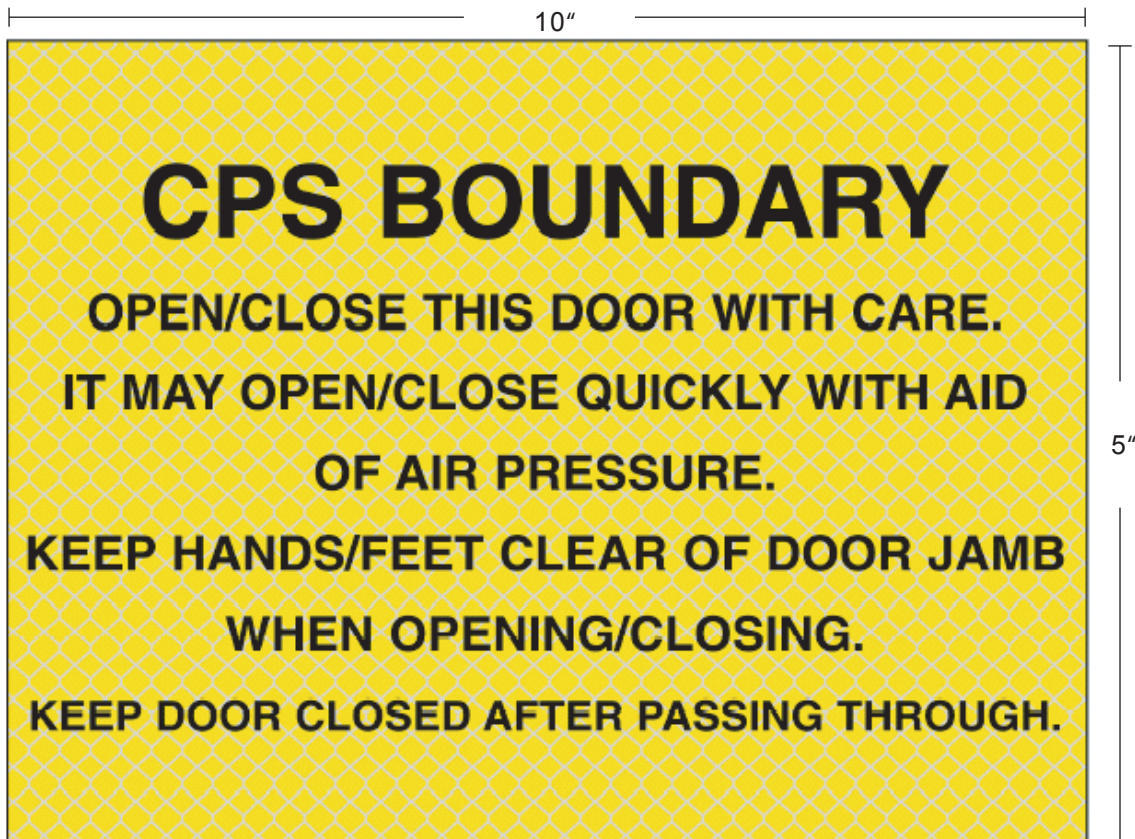 10“
CPS BOUNDARY
OPEN/CLOSE THIS DOOR WITH CARE.
IT MAY OPEN/CLOSE QUICKLY WITH AID
OF AIR PRESSURE.
5“
KEEP HANDS/FEET CLEAR OF DOOR JAMB
WHEN OPENING/CLOSING.
KEEP DOOR CLOSED AFTER PASSING THROUGH.